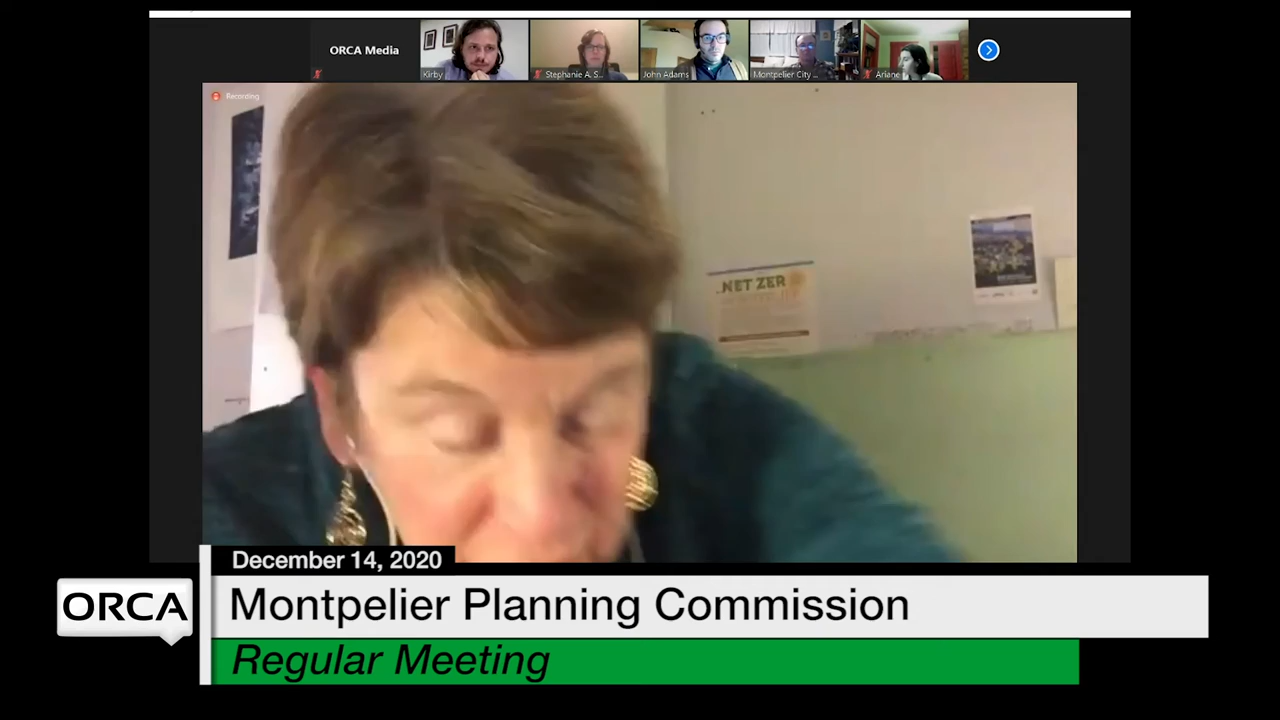 ORCA Media
Kirby
Stephanie A. S...
John Adams
Montpelier City ...
Ariane
Recording
NET ZER
December 14, 2020
ORCA
Montpelier Planning Commission
Regular Meeting